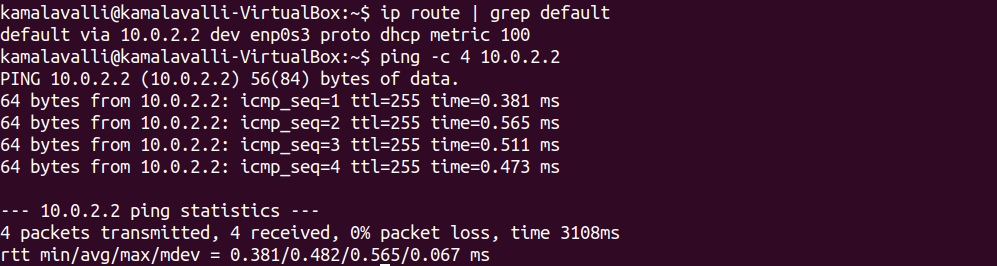 kamalavalli@kamalavalli-VirtualBox:~$ ip route | grep default
default via 10.0.2.2 dev enp0s3 proto dhcp metric 100
kamalavalli@kamalavalli-VirtualBox:~$ ping -c 4 10.0.2.2
PING 10.0.2.2 (10.0.2.2) 56(84) bytes of data.
64 bytes from 10.0.2.2: icmp_seq=1 ttl=255 time=0.381 ms
64 bytes from 10.0.2.2: icmp_seq=2 ttl=255 time=0.565 ms
64 bytes from 10.0.2.2: icmp_seq=3 ttl=255 time=0.511 ms
64 bytes from 10.0.2.2: icmp_seq=4 ttl=255 time=0.473 ms

--- 10.0.2.2 ping statistics ---
4 packets transmitted, 4 received, 0% packet loss, time 3108ms
rtt min/avg/max/mdev = 0.381/0.482/0.565/0.067 ms